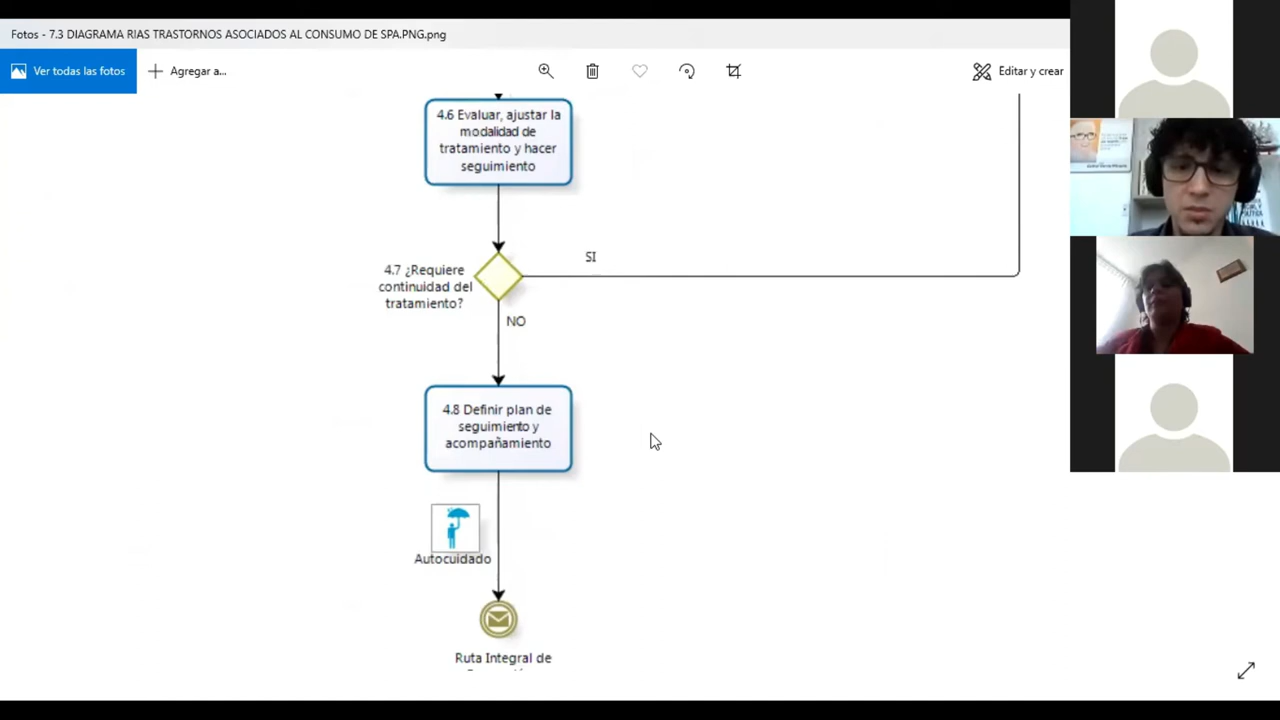 Fotos - 7.3 DIAGRAMA RIAS TRASTORNOS ASOCIADOS AL CONSUMO DE SPA.PNG.png
Ver todas las fotos
Agregar a...
Editar y crear
4.6 Evaluar, ajustar la
modalidad de
tratamiento y hacer
seguimiento
SI
4.7 ¿Requiere
continuidad del
tratamiento?
NO
4.8 Definir plan de
seguimiento y
acompañamiento
Autocuidado
Ruta Integral de